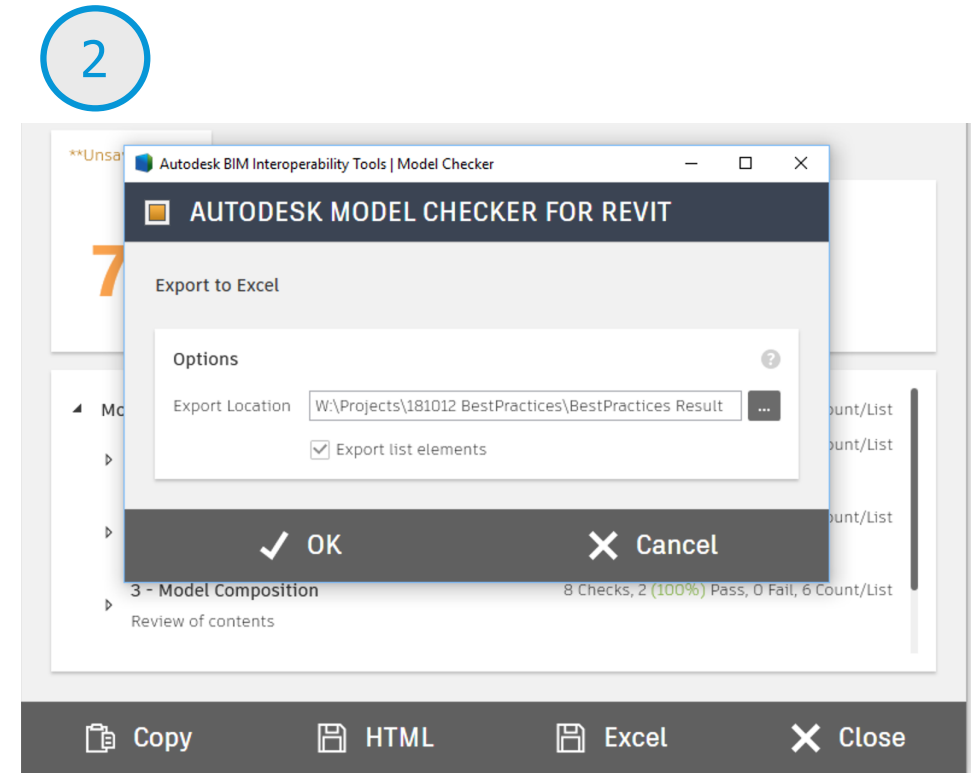 2
**Unsa
Autodesk BIM Interoperability Tools | Model Checker
AUTODESK MODEL CHECKER FOR REVIT
7
Export to Excel
Options
?
Export Location W:\Projects\181012 BestPractices\BestPractices Result ...
Mo ount/List
Export list elements
ount/List
ount/List
OK Cancel
3 - Model Composition 8 Checks, 2 (100%) Pass, 0 Fail, 6 Count/List
Review of contents
Copy HTML Excel Close